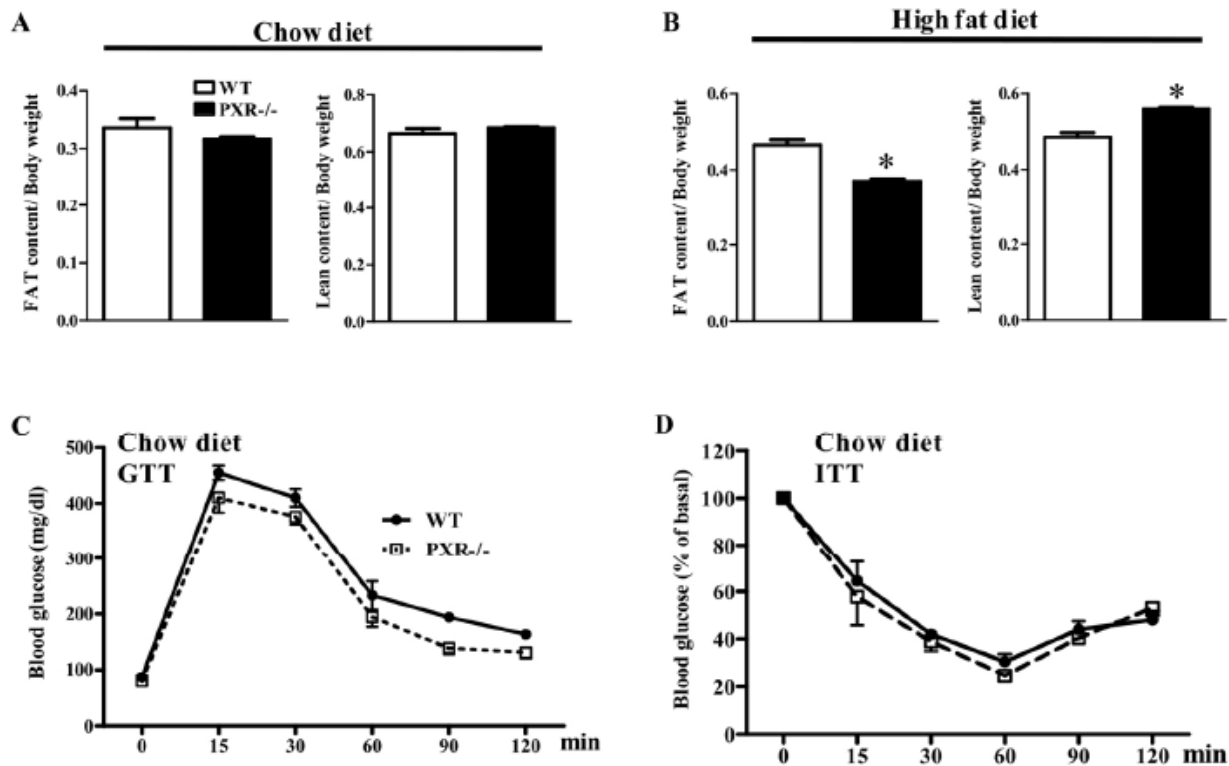 A
Chow diet
WT
PXR-/-
FAT content/ Body weight
0.4
0.3
0.2
0.1
0.0
Lean content/ Body weight
0.8
0.6
0.4
0.2
0.0
B
High fat diet
FAT content/ Body weight
0.6
0.4
0.2
0.0
*
Lean content/ Body weight
0.6
0.4
0.2
0.0
*
C
Chow diet
GTT
Blood glucose (mg/dl)
500
400
300
200
100
0
WT
PXR-/-
0 15 30 60 90 120 min
D
Chow diet
ITT
Blood glucose (% of basal)
120
100
80
60
40
20
0
0 15 30 60 90 120 min